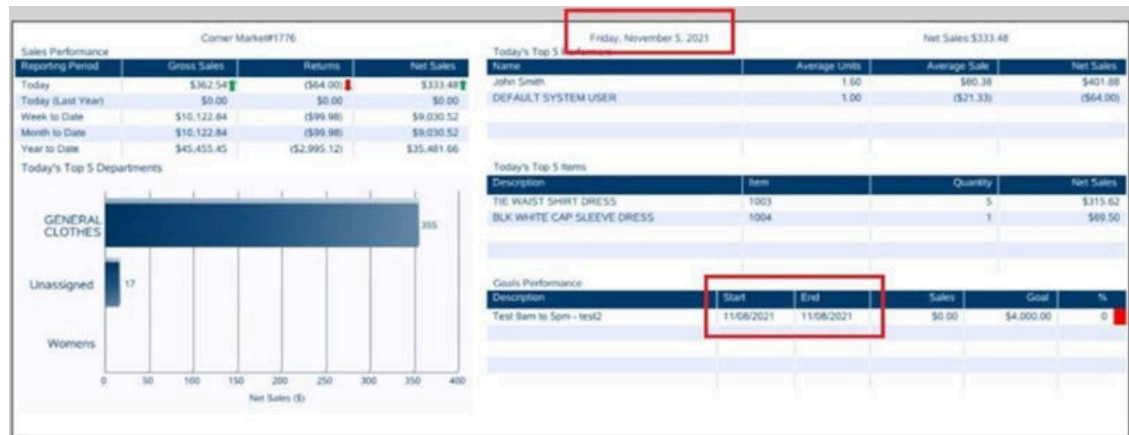 Corner Market#1776
Friday, November 5, 2021
Net Sales:$333.48
Sales Performance
Reporting Period Gross Sales Returns Net Sales
Today $362.54 ($64.00) $333.48
Today (Last Year) $0.00 $0.00 $0.00
Week to Date $10,122.84 ($99.98) $9,030.52
Month to Date $10,122.84 ($99.98) $9,030.52
Year to Date $45,455.45 ($2,995.12) $35,481.66
Today's Top 5 Departments
GENERAL
CLOTHES
355
Unassigned
17
Womens
0 50 100 150 200 250 300 350 400
Net Sales ($)
Today's Top 5
Name Average Units Average Sale Net Sales
John Smith 1.60 $80.38 $401.88
DEFAULT SYSTEM USER 1.00 ($21.33) ($64.00)
Today's Top 5 Items
Description Item Quantity Net Sales
TIE WAIST SHIRT DRESS 1003 5 $315.62
BLK WHITE CAP SLEEVE DRESS 1004 1 $89.50
Goals Performance
Description Start End Sales Goal %
Test 9am to 5pm - test2 11/08/2021 11/08/2021 $0.00 $4,000.00 0